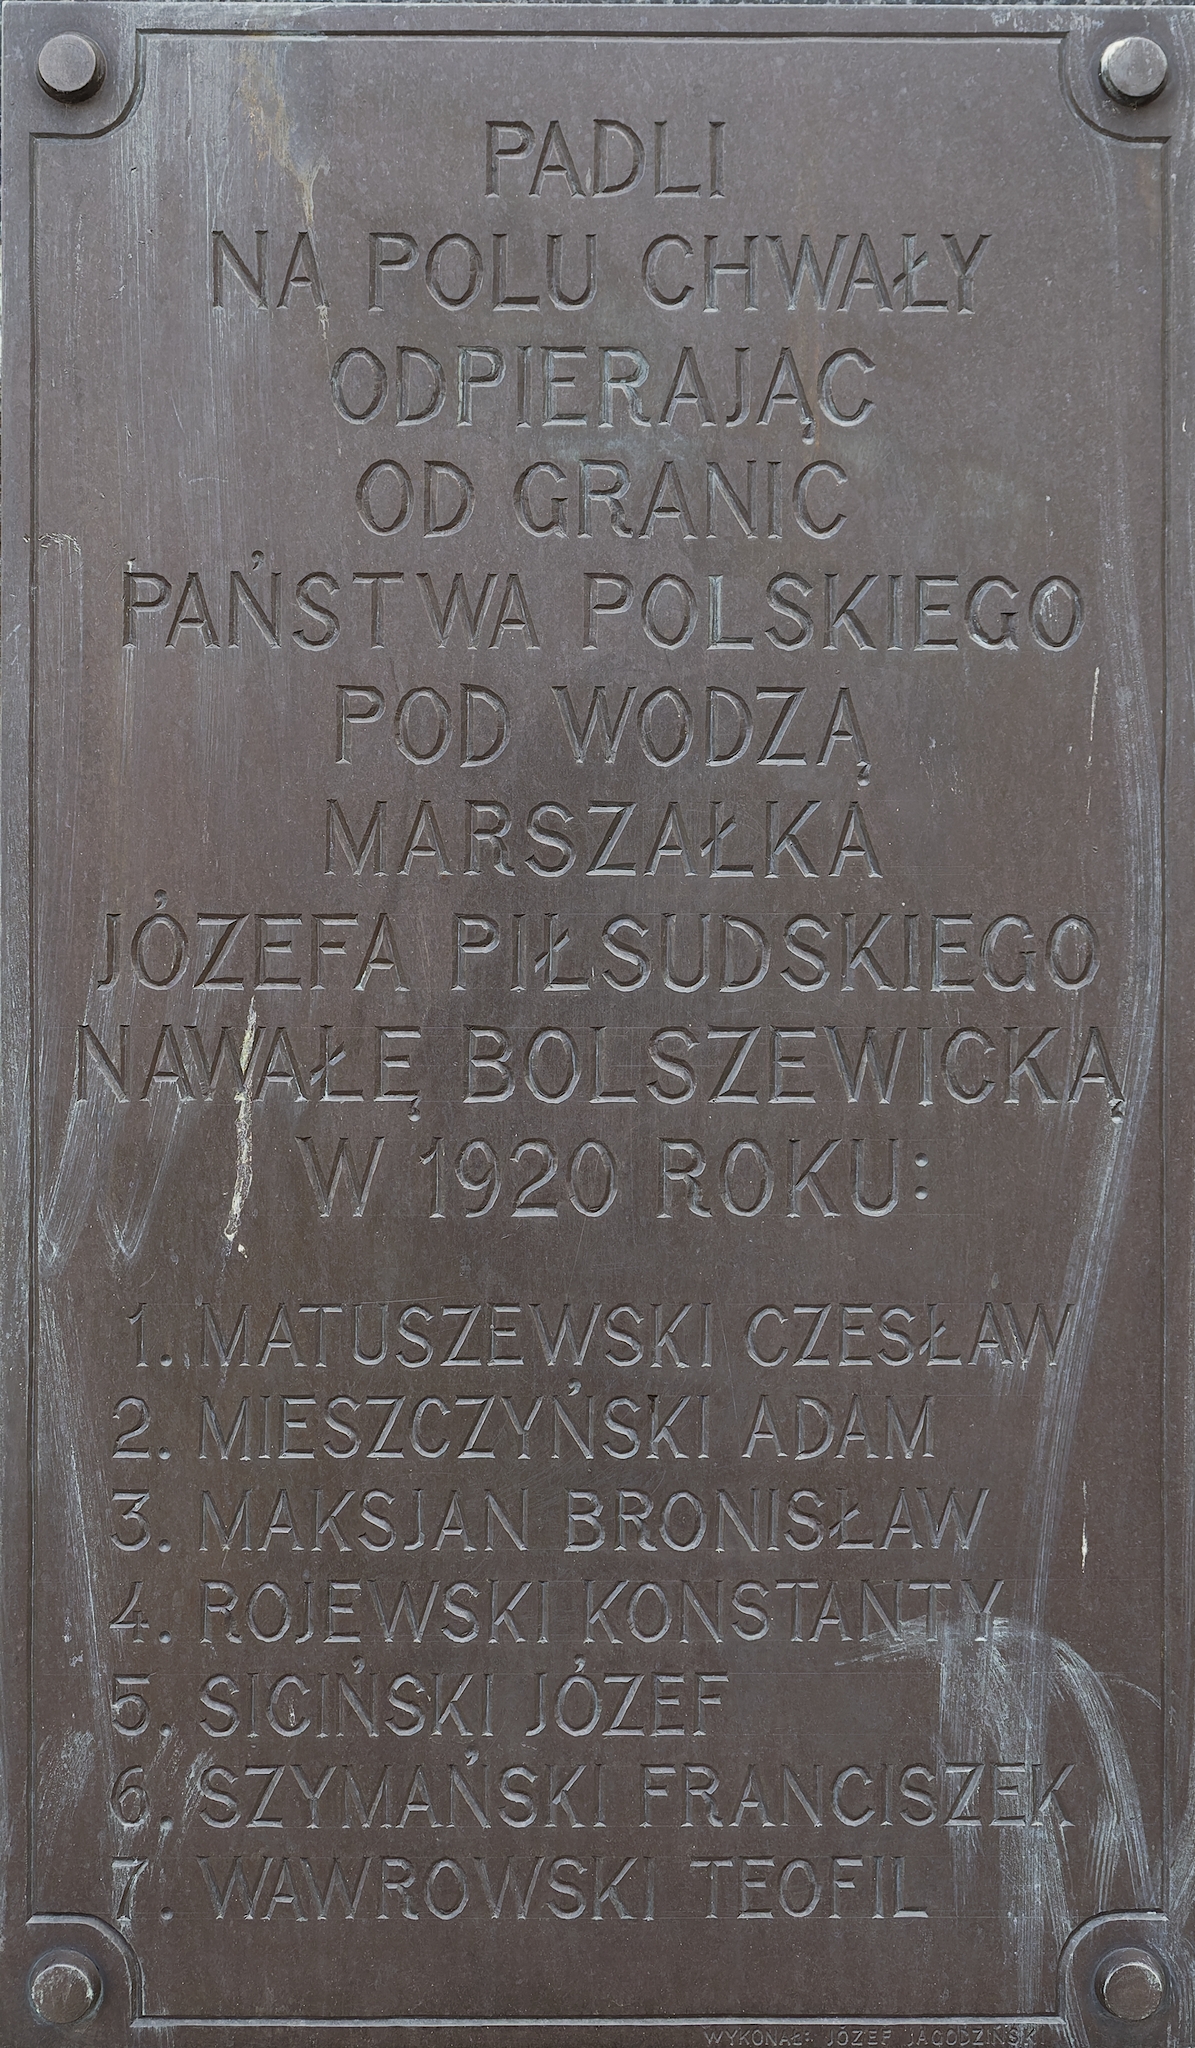 PADLI
NA POLU CHWAŁY
ODPIERAJĄC
OD GRANIC
PAŃSTWA POLSKIEGO
POD WODZĄ
MARSZAŁKA
JÓZEFA PIŁSUDSKIEGO
NAWAŁĘ BOLSZEWICKĄ
W 1920 ROKU:
1. MATUSZEWSKI CZESŁAW
2. MIESZCZYŃSKI ADAM
3. MAKSJAN BRONISŁAW
4. ROJEWSKI KONSTANTY
5. SICIŃSKI JÓZEF
6. SZYMAŃSKI FRANCISZEK
7. WAWROWSKI TEOFIL
WYKONAŁ: JÓZEF JAGODZIŃSKI